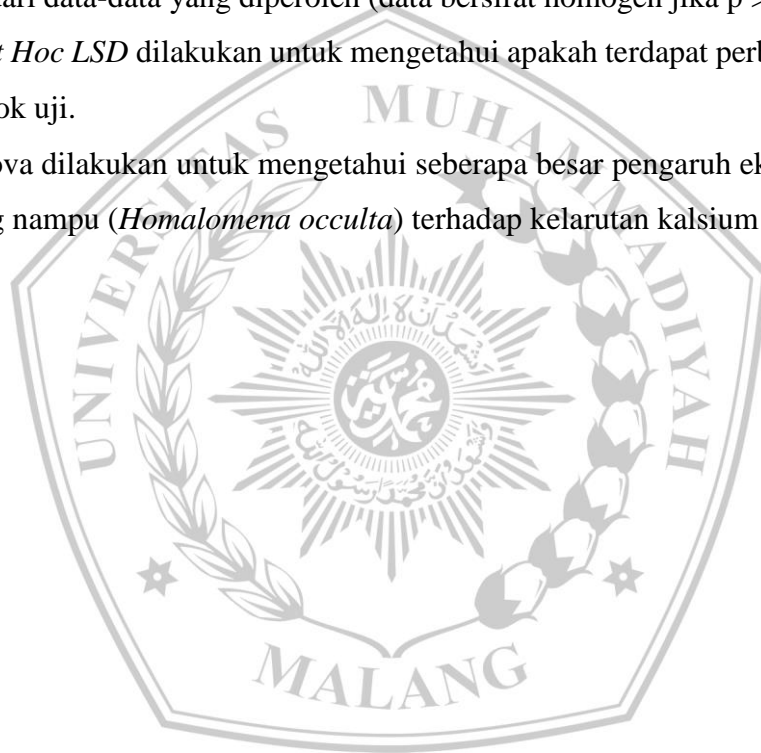 dari data-data yang diperoleh (data bersifat homogen jika p >
t Hoc LSD dilakukan untuk mengetahui apakah terdapat perb
ok uji.
ova dilakukan untuk mengetahui seberapa besar pengaruh ek
g nampu (Homalomena occulta) terhadap kelarutan kalsium
UNIVERSITAS MUHAMMADIYAH
MALANG